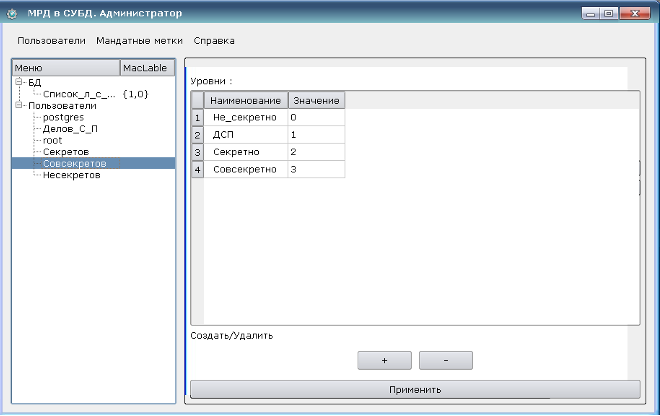 МРД в СУБД. Администратор
Пользователи Мандатные метки Справка
Меню MacLable
БД
Список_л_с_... {1,0}
Пользователи
postgres
Делов_С_П
root
Секретов
Совсекретов
Несекретов
Уровни :
Наименование Значение
1 Не_секретно 0
2 ДСП 1
3 Секретно 2
4 Совсекретно 3
Создать/Удалить
+ -
Применить